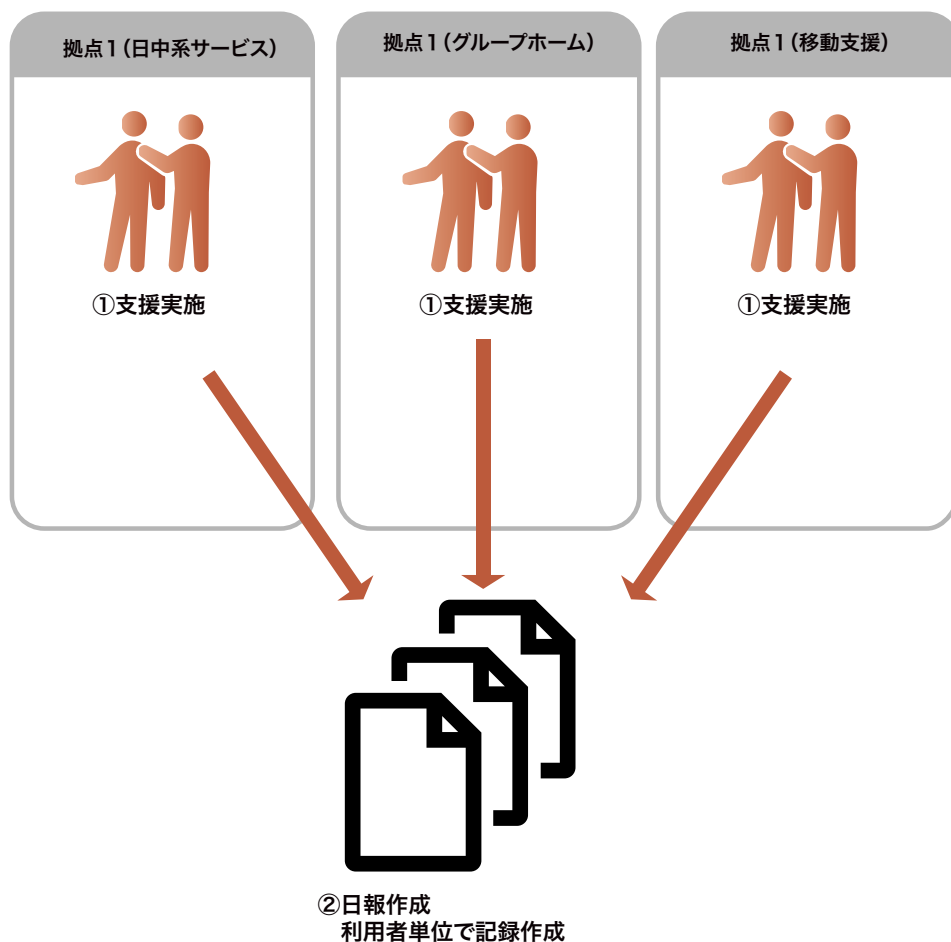 拠点1（日中系サービス）
拠点1（グループホーム）
拠点1（移動支援）
①支援実施
①支援実施
①支援実施
②日報作成
利用者単位で記録作成